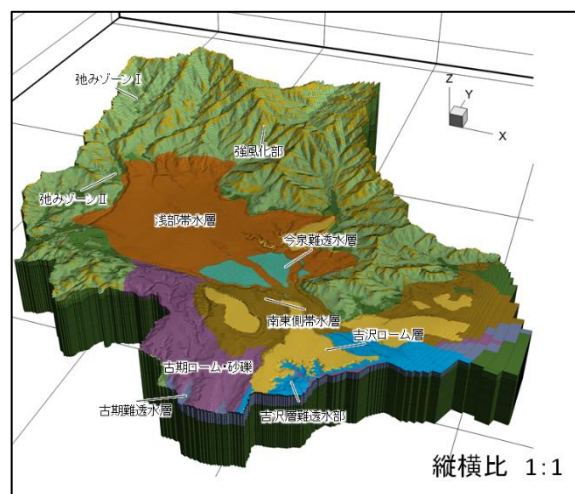 弛みゾーンⅠ
Z
Y
X
強風化部
弛みゾーンⅡ
浅部帯水層
今泉難透水層
南東側帯水層
吉沢ローム層
古期ローム・砂礫
古期難透水層
吉沢層難透水部
縦横比 1:1